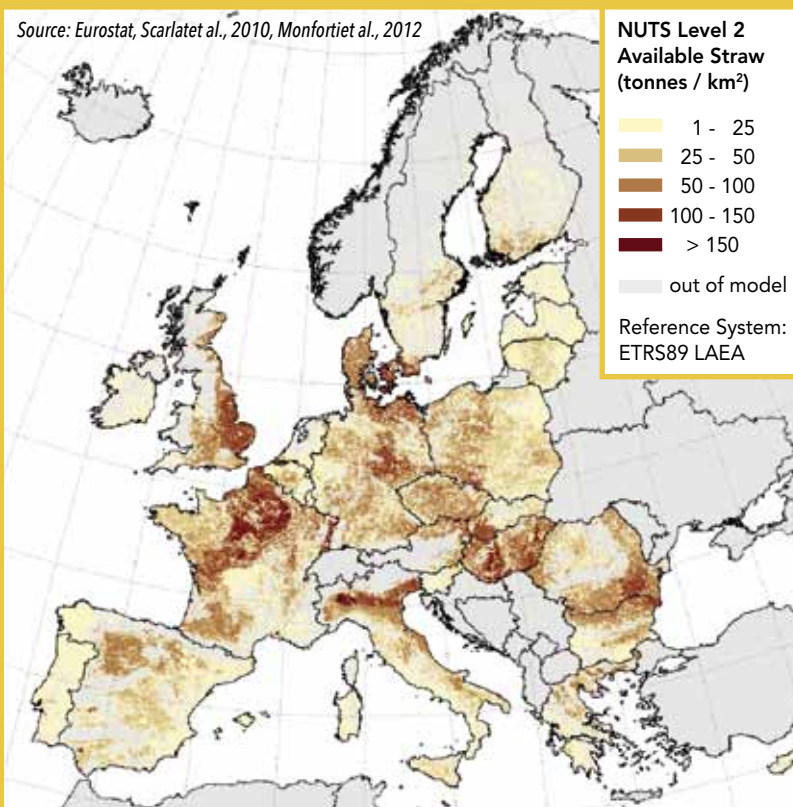 Source: Eurostat, Scarlatet al., 2010, Monfortiet al., 2012
NUTS Level 2
Available Straw
(tonnes / km²)
1 - 25
25 - 50
50 - 100
100 - 150
> 150
out of model
Reference System:
ETRS89 LAEA